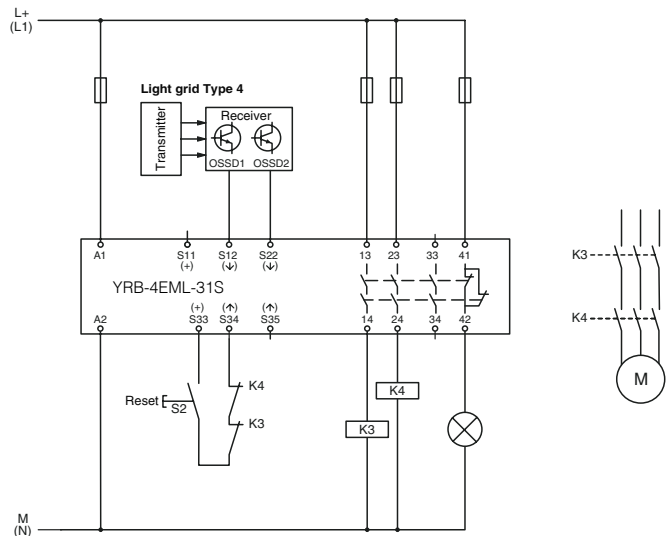 L+
(L1)
Light grid Type 4
Transmitter
Receiver
OSSD1 OSSD2
A1 S11 S12 S22 13 23 33 41
(+) (↓) (↓)
YRB-4EML-31S
K3
K4
(+) (↑) (↑)
A2 S33 S34 S35 14 24 34 42
M
K4
K4
Reset
S2
K3
K3
M
(N)